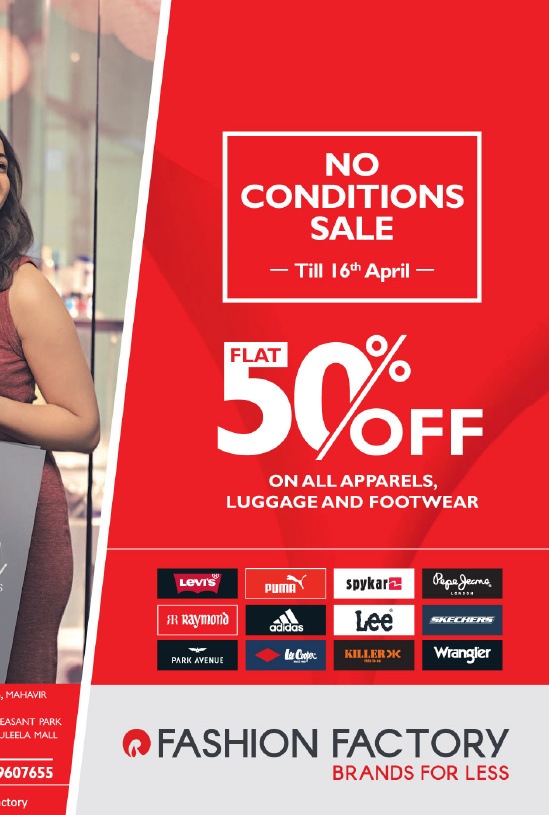 NO
CONDITIONS
SALE
— Till 16th April —
FLAT
50% OFF
ON ALL APPARELS,
LUGGAGE AND FOOTWEAR
LEVI'S PUMA spykar Pepe Jeans LONDON
Raymond adidas Lee SKECHERS
PARK AVENUE Lee Cooper KILLER Wrangler
, MAHAVIR
EASANT PARK
ULEELA MALL
9607655
actory
FASHION FACTORY
BRANDS FOR LESS